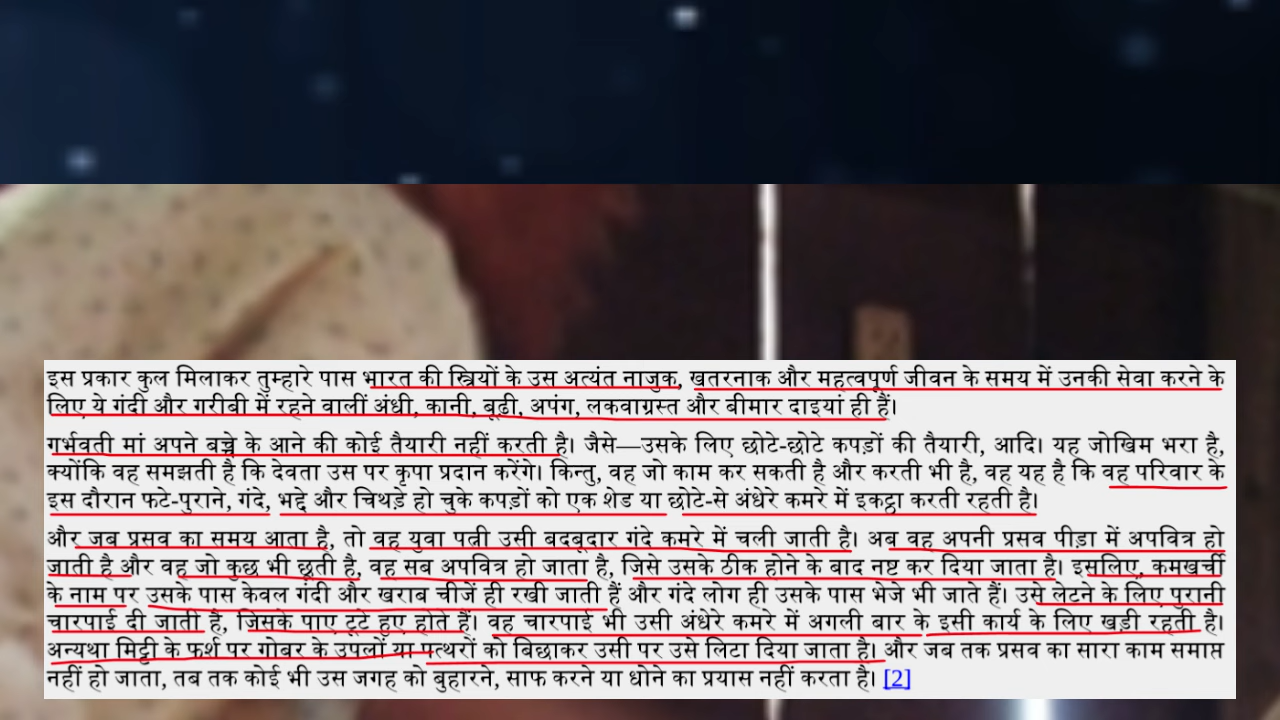 इस प्रकार कुल मिलाकर तुम्हारे पास भारत की स्त्रियों के उस अत्यंत नाजुक, खतरनाक और महत्वपूर्ण जीवन के समय में उनकी सेवा करने के
लिए ये गंदी और गरीबी में रहने वालीं अंधी, कानी, बूढ़ी, अपंग, लकवाग्रस्त और बीमार दाइयां ही हैं।
गर्भवती मां अपने बच्चे के आने की कोई तैयारी नहीं करती है। जैसे—उसके लिए छोटे-छोटे कपड़ों की तैयारी, आदि। यह जोखिम भरा है,
क्योंकि वह समझती है कि देवता उस पर कृपा प्रदान करेंगे। किन्तु, वह जो काम कर सकती है और करती भी है, वह यह है कि वह परिवार के
इस दौरान फटे-पुराने, गंदे, भद्दे और चिथड़े हो चुके कपड़ों को एक शेड या छोटे-से अंधेरे कमरे में इकट्ठा करती रहती है।
और जब प्रसव का समय आता है, तो वह युवा पत्नी उसी बदबूदार गंदे कमरे में चली जाती है। अब वह अपनी प्रसव पीड़ा में अपवित्र हो
जाती है और वह जो कुछ भी छूती है, वह सब अपवित्र हो जाता है, जिसे उसके ठीक होने के बाद नष्ट कर दिया जाता है। इसलिए, कमखर्ची
के नाम पर उसके पास केवल गंदी और खराब चीजें ही रखी जाती हैं और गंदे लोग ही उसके पास भेजे भी जाते हैं। उसे लेटने के लिए पुरानी
चारपाई दी जाती है, जिसके पाए टूटे हुए होते हैं। वह चारपाई भी उसी अंधेरे कमरे में अगली बार के इसी कार्य के लिए खड़ी रहती है।
अन्यथा मिट्टी के फर्श पर गोबर के उपलों या पत्थरों को बिछाकर उसी पर उसे लिटा दिया जाता है। और जब तक प्रसव का सारा काम समाप्त
नहीं हो जाता, तब तक कोई भी उस जगह को बुहारने, साफ करने या धोने का प्रयास नहीं करता है। [2]